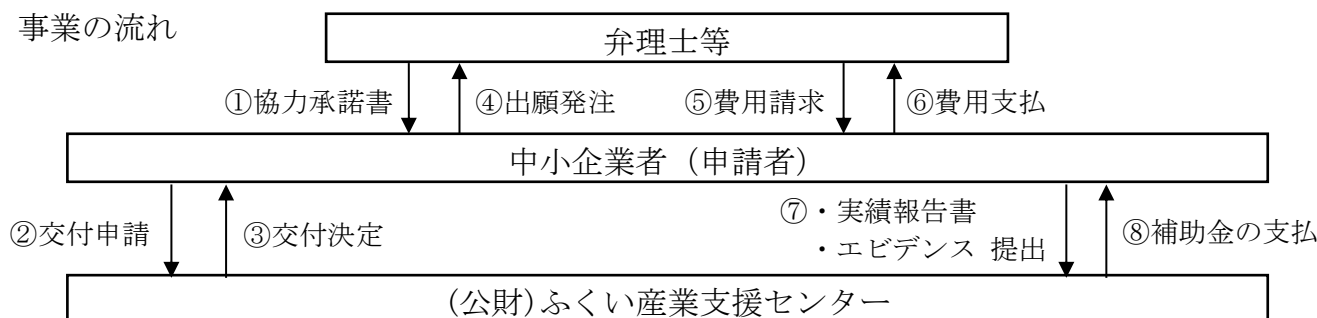 事業の流れ
弁理士等
①協力承諾書
④出願発注
⑤費用請求
⑥費用支払
中小企業者（申請者）
②交付申請
③交付決定
⑦・実績報告書
・エビデンス 提出
⑧補助金の支払
(公財)ふくい産業支援センター